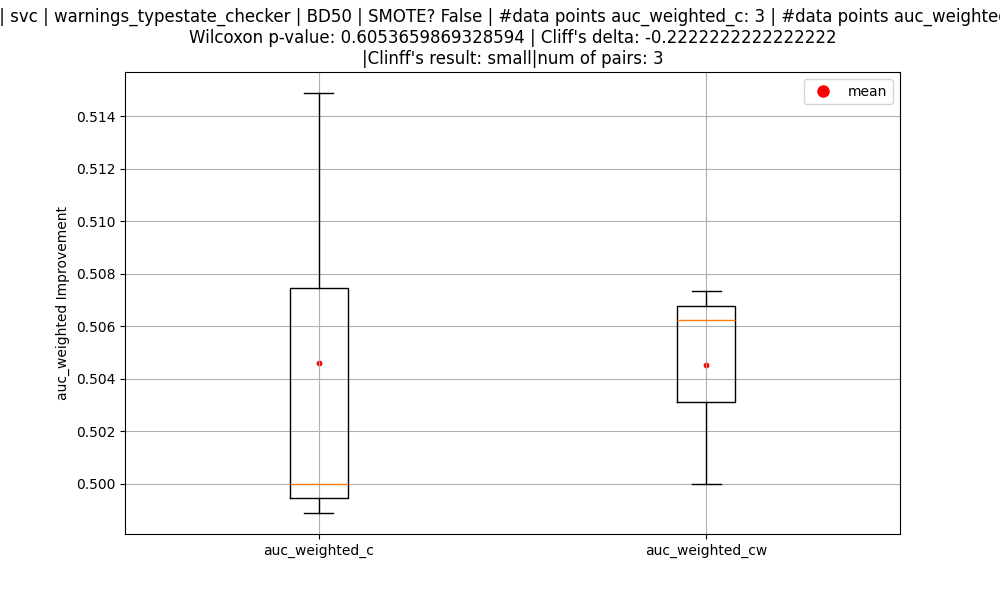 | svc | warnings_typestate_checker | BD50 | SMOTE? False | #data points auc_weighted_c: 3 | #data points
Wilcoxon p-value: 0.6053659869328594 | Cliff's delta: -0.2222222222222222
|Clinff's result: small|num of pairs: 3
mean
0.514
0.512
0.510
0.508
0.506
0.504
0.502
0.500
auc_weighted Improvement
auc_weighted_c
auc_weighted_cw